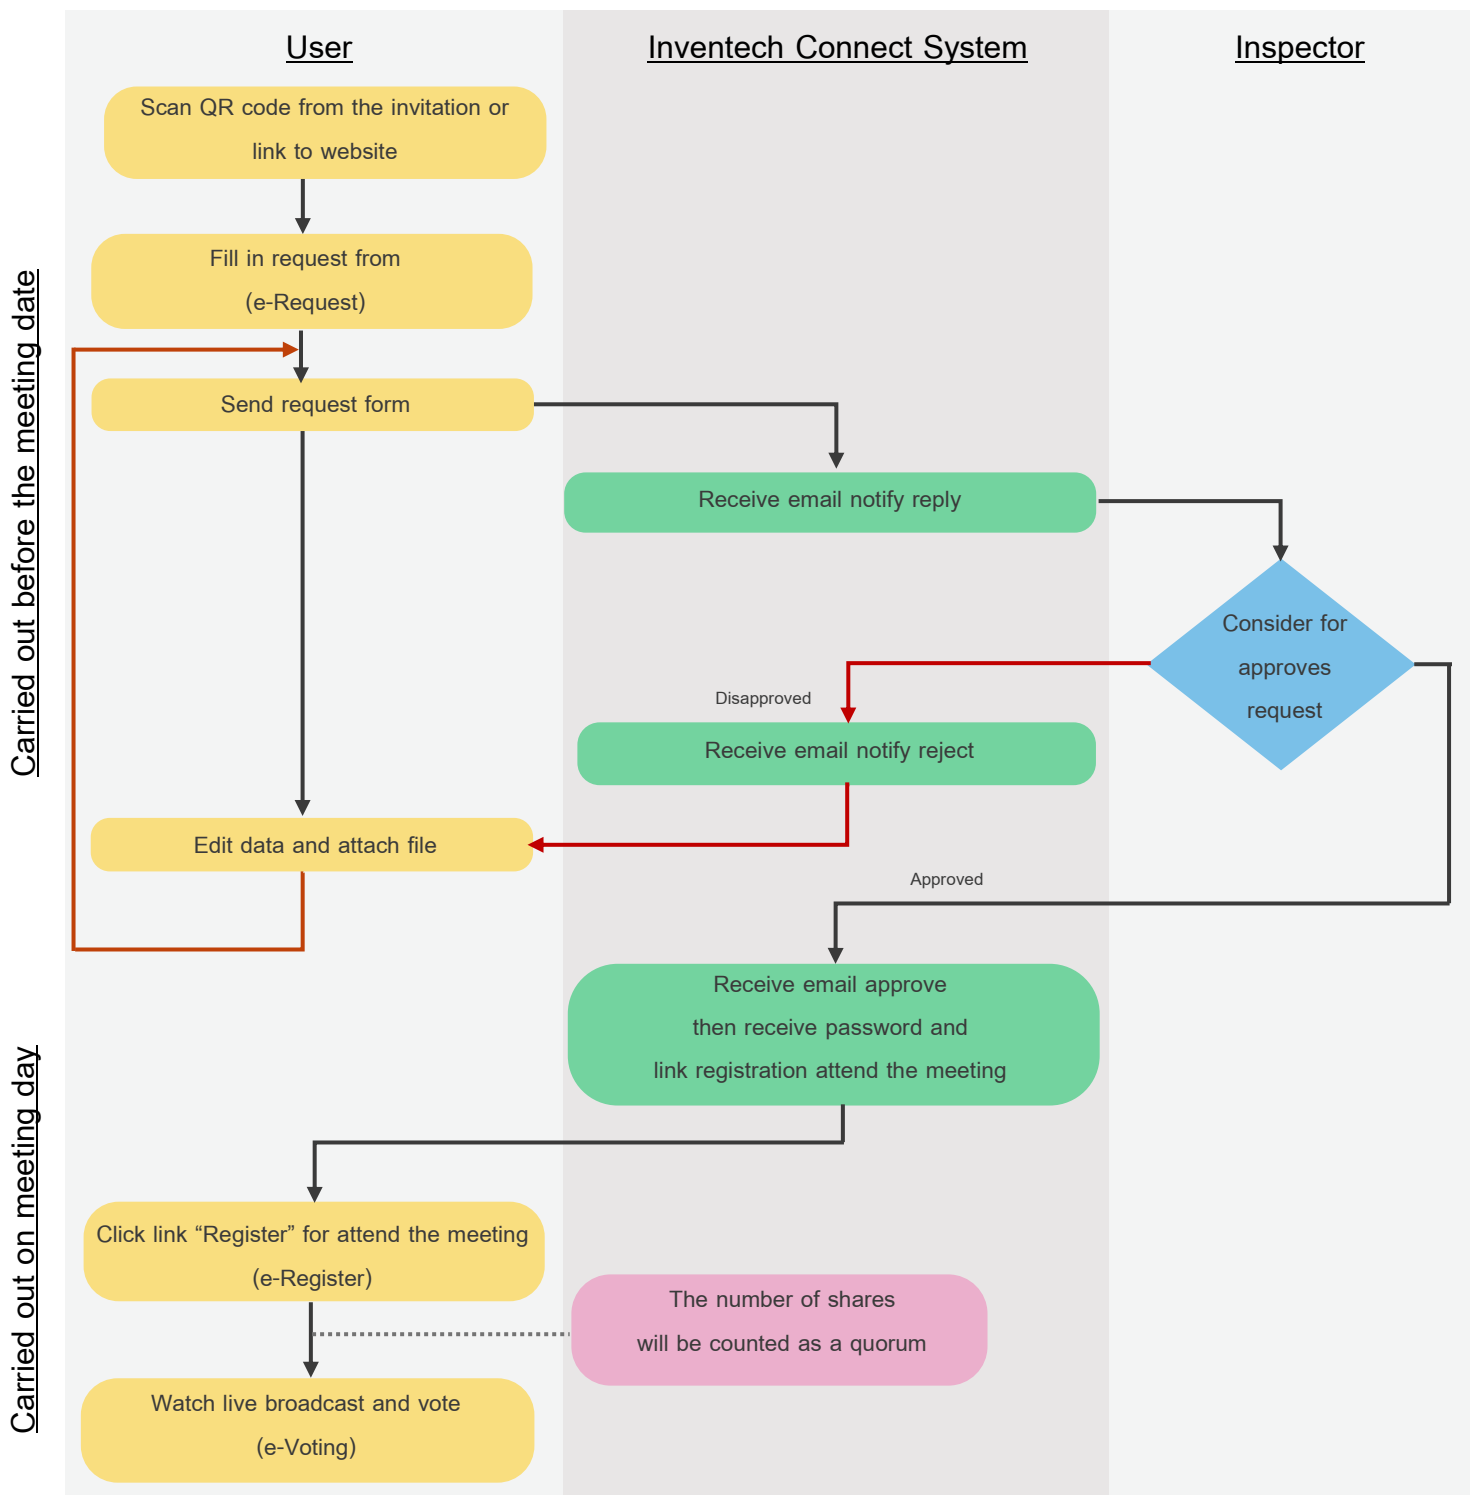 User
Inventech Connect System
Inspector
Carried out before the meeting date
Scan QR code from the invitation or
link to website
Fill in request from
(e-Request)
Send request form
Receive email notify reply
Consider for
approves
request
Disapproved
Receive email notify reject
Edit data and attach file
Approved
Receive email approve
then receive password and
link registration attend the meeting
Carried out on meeting day
Click link “Register” for attend the meeting
(e-Register)
The number of shares
will be counted as a quorum
Watch live broadcast and vote
(e-Voting)